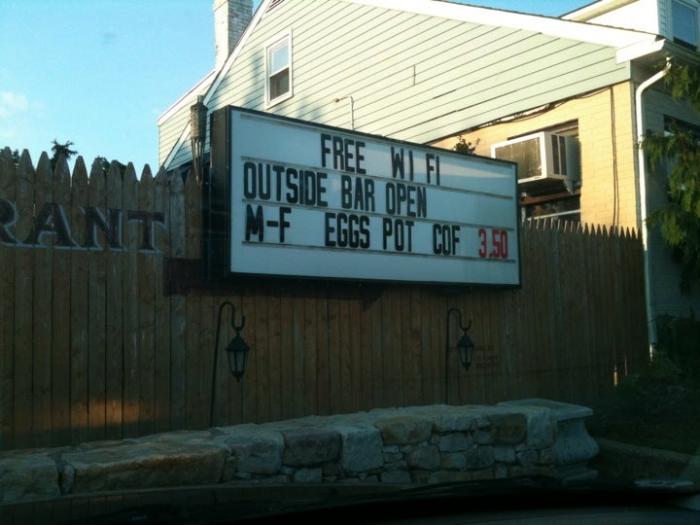 RANT
FREE WI FI
OUTSIDE BAR OPEN
M-F EGGS POT COF 3.50